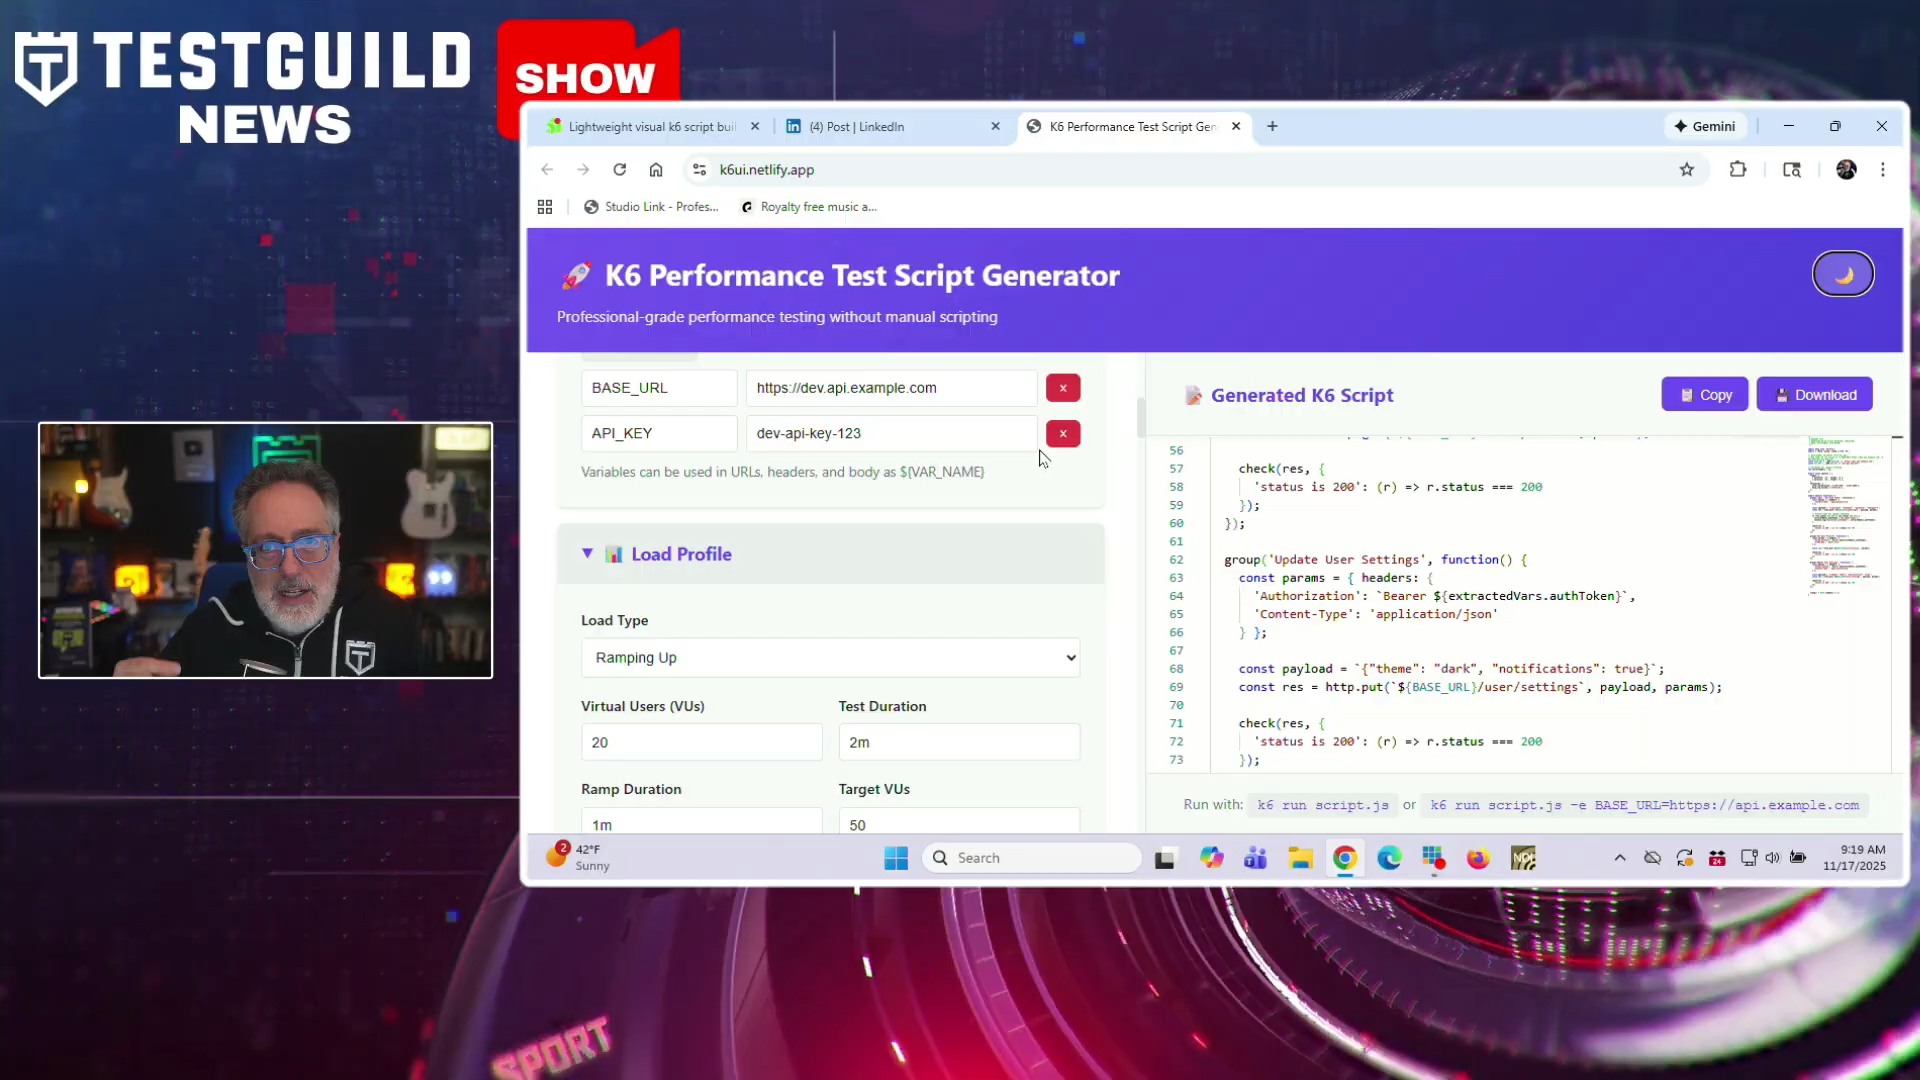 TESTGUILD
NEWS
SHOW
Lightweight visual k6 script buil
(4) Post | LinkedIn
K6 Performance Test Script Gen
Gemini
k6ui.netlify.app
Studio Link - Profes...
Royalty free music a...
🚀 K6 Performance Test Script Generator
Professional-grade performance testing without manual scripting
BASE_URL
https://dev.api.example.com
x
API_KEY
dev-api-key-123
x
Variables can be used in URLs, headers, and body as ${VAR_NAME}
▼ 📊 Load Profile
Load Type
Ramping Up
Virtual Users (VUs)
Test Duration
20
2m
Ramp Duration
Target VUs
1m
50
Generated K6 Script
Copy
Download
56
57 check(res, {
58 'status is 200': (r) => r.status === 200
59 });
60 });
61
62 group('Update User Settings', function() {
63 const params = { headers: {
64 'Authorization': `Bearer ${extractedVars.authToken}`,
65 'Content-Type': 'application/json'
66 } };
67
68 const payload = `{"theme": "dark", "notifications": true}`;
69 const res = http.put(`${BASE_URL}/user/settings`, payload, params);
70
71 check(res, {
72 'status is 200': (r) => r.status === 200
73 });
Run with: k6 run script.js or k6 run script.js -e BASE_URL=https://api.example.com
2
42°F
Sunny
Search
24
9:19 AM
11/17/2025
SPORT